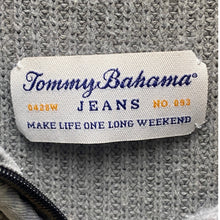 Tommy Bahama®
0428W JEANS NO 093
MAKE LIFE ONE LONG WEEKEND